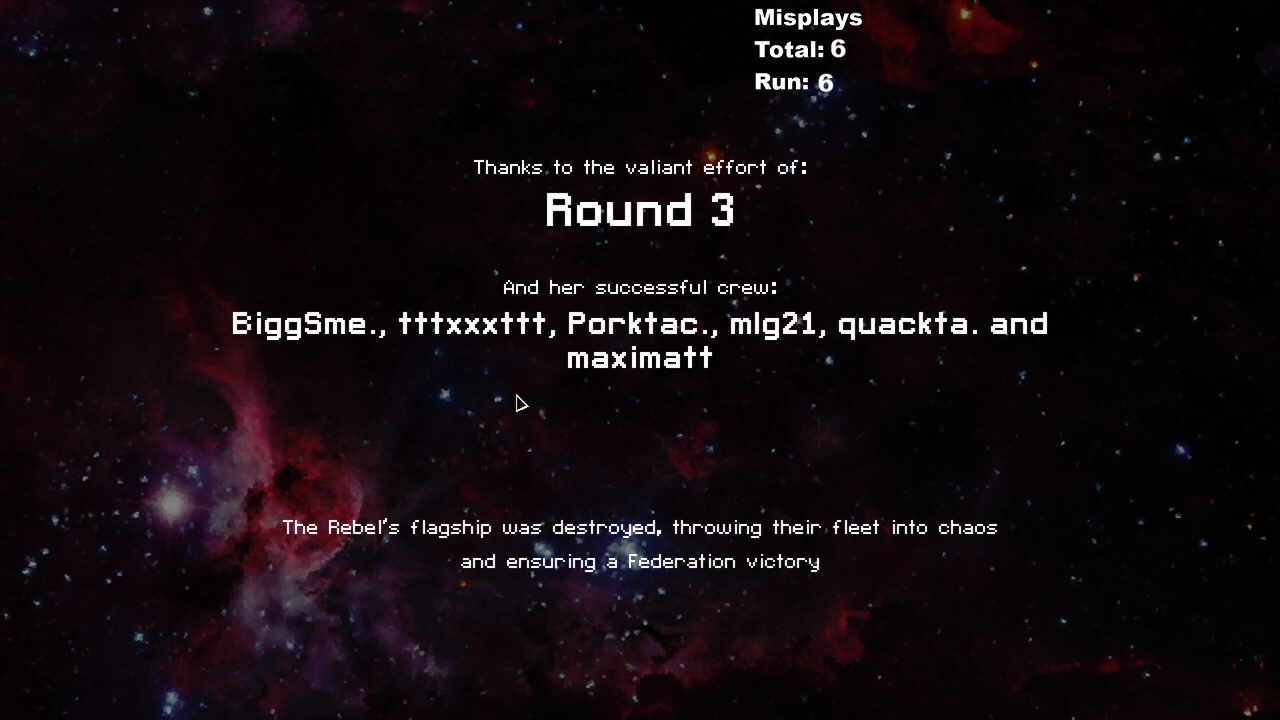 Misplays
Total: 6
Run: 6
Thanks to the valiant effort of:
Round 3
And her successful crew:
BiggSme., tttxxxttt, Porktac., mlg21, quackta. and
maximatt
The Rebel's flagship was destroyed, throwing their fleet into chaos
and ensuring a Federation victory